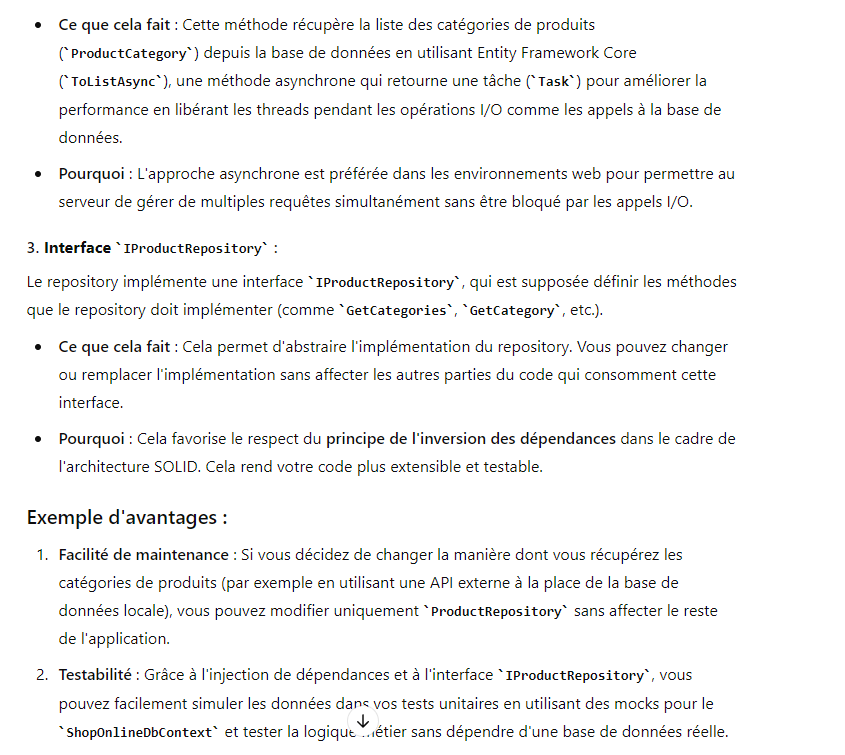 • Ce que cela fait : Cette méthode récupère la liste des catégories de produits
(`ProductCategory`) depuis la base de données en utilisant Entity Framework Core
(`ToListAsync`), une méthode asynchrone qui retourne une tâche (`Task`) pour améliorer la
performance en libérant les threads pendant les opérations I/O comme les appels à la base de
données.
• Pourquoi : L'approche asynchrone est préférée dans les environnements web pour permettre au
serveur de gérer de multiples requêtes simultanément sans être bloqué par les appels I/O.
3. Interface `IProductRepository` :
Le repository implémente une interface `IProductRepository`, qui est supposée définir les méthodes
que le repository doit implémenter (comme `GetCategories`, `GetCategory`, etc.).
• Ce que cela fait : Cela permet d'abstraire l'implémentation du repository. Vous pouvez changer
ou remplacer l'implémentation sans affecter les autres parties du code qui consomment cette
interface.
• Pourquoi : Cela favorise le respect du principe de l'inversion des dépendances dans le cadre de
l'architecture SOLID. Cela rend votre code plus extensible et testable.
Exemple d'avantages :
1. Facilité de maintenance : Si vous décidez de changer la manière dont vous récupérez les
catégories de produits (par exemple en utilisant une API externe à la place de la base de
données locale), vous pouvez modifier uniquement `ProductRepository` sans affecter le reste
de l'application.
2. Testabilité : Grâce à l'injection de dépendances et à l'interface `IProductRepository`, vous
pouvez facilement simuler les données dans vos tests unitaires en utilisant des mocks pour le
`ShopOnlineDbContext` et tester la logique métier sans dépendre d'une base de données réelle.